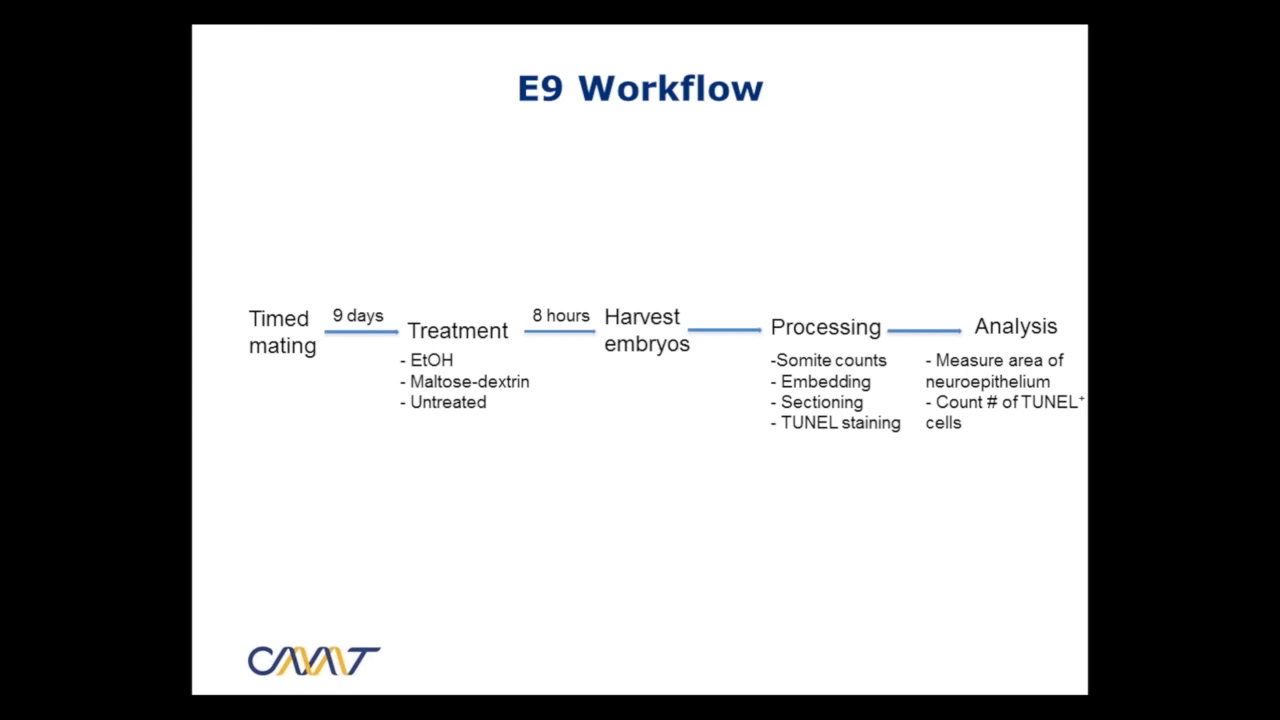 E9 Workflow
Timed
mating
9 days
Treatment
- EtOH
- Maltose-dextrin
- Untreated
8 hours
Harvest
embryos
Processing
-Somite counts
- Embedding
- Sectioning
- TUNEL staining
Analysis
- Measure area of
neuroepithelium
- Count # of TUNEL⁺
cells
CMMT